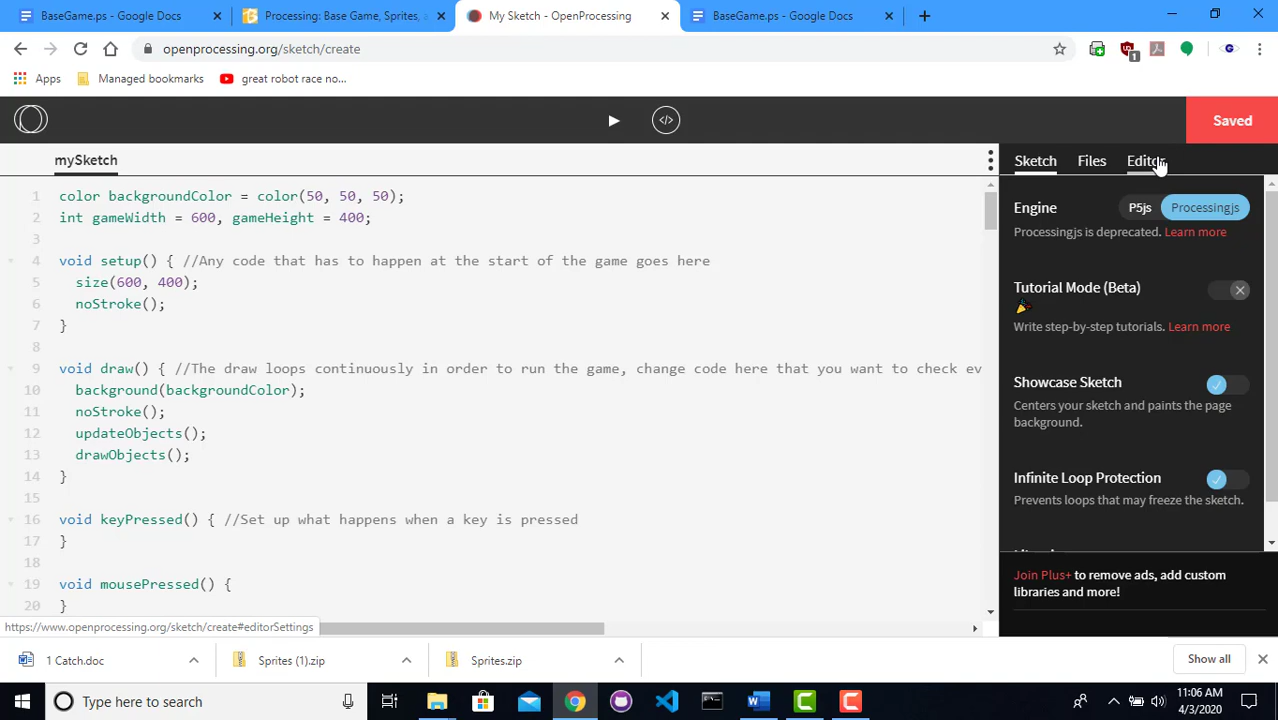 BaseGame.ps - Google Docs
Processing: Base Game, Sprites, a
My Sketch - OpenProcessing
BaseGame.ps - Google Docs
openprocessing.org/sketch/create
1
Apps
Managed bookmarks
great robot race no...
</>
Saved
mySketch
Sketch
Files
Editor
1 color backgroundColor = color(50, 50, 50);
2 int gameWidth = 600, gameHeight = 400;
3
4 void setup() { //Any code that has to happen at the start of the game goes here
5 size(600, 400);
6 noStroke();
7 }
8
9 void draw() { //The draw loops continuously in order to run the game, change code here that you want to check ev
10 background(backgroundColor);
11 noStroke();
12 updateObjects();
13 drawObjects();
14 }
15
16 void keyPressed() { //Set up what happens when a key is pressed
17 }
18
19 void mousePressed() {
20 }
Engine
P5js
Processingjs
Processingjs is deprecated. Learn more
Tutorial Mode (Beta)
Write step-by-step tutorials. Learn more
Showcase Sketch
Centers your sketch and paints the page
background.
Infinite Loop Protection
Prevents loops that may freeze the sketch.
Join Plus+ to remove ads, add custom
libraries and more!
https://www.openprocessing.org/sketch/create#editorSettings
1 Catch.doc
Sprites (1).zip
Sprites.zip
Show all
Type here to search
11:06 AM
4/3/2020